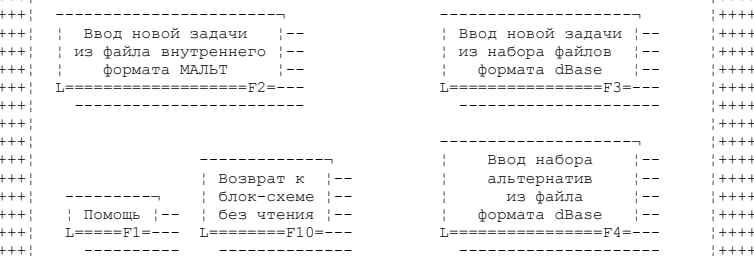 Ввод новой задачи
из файла внутреннего
формата МАЛЬТ
F2
Ввод новой задачи
из набора файлов
формата dBase
F3
Помощь
F1
Возврат к
блок-схеме
без чтения
F10
Ввод набора
альтернатив
из файла
формата dBase
F4